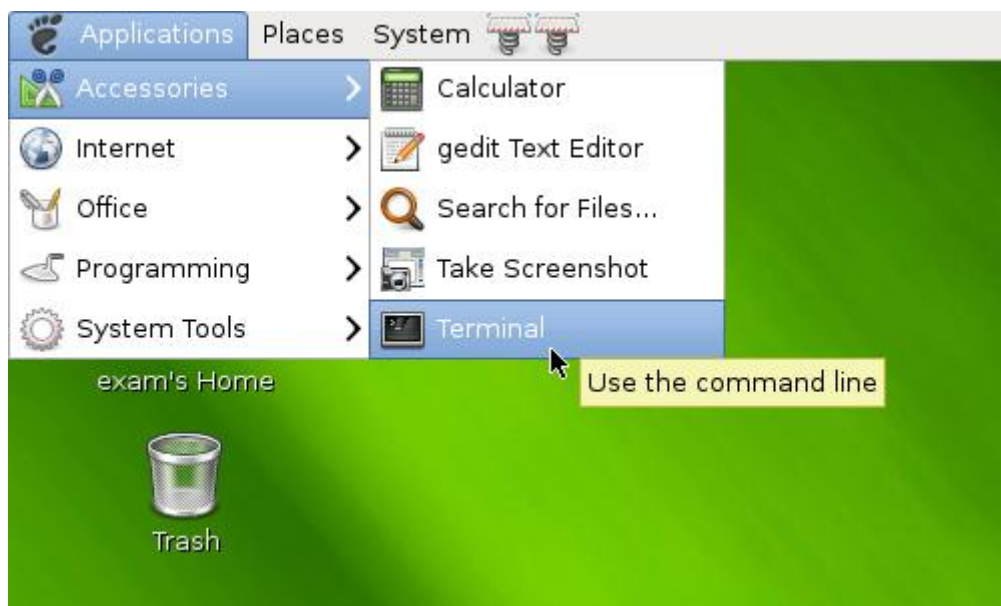 Applications Places System
Accessories
Internet
Office
Programming
System Tools
Calculator
gedit Text Editor
Search for Files...
Take Screenshot
Terminal
Use the command line
exam's Home
Trash